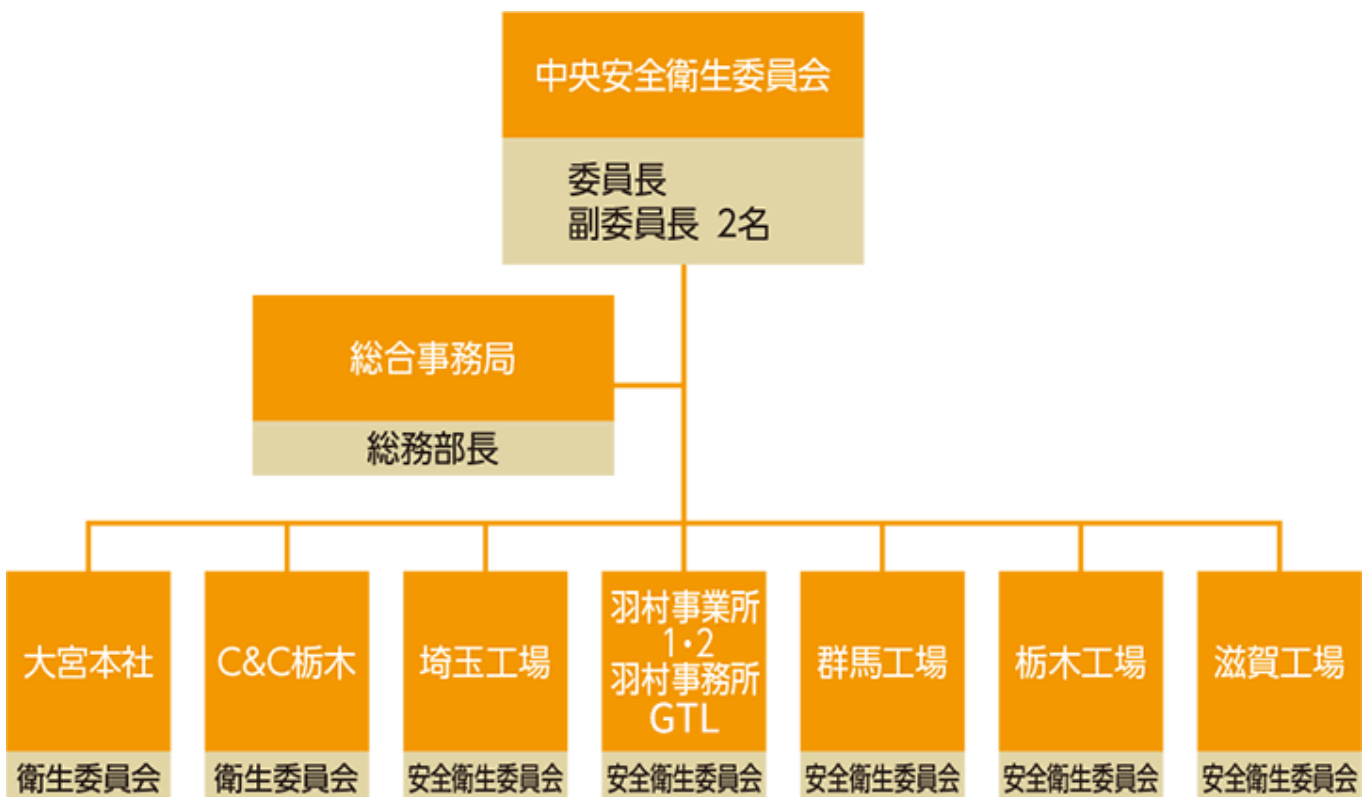 中央安全衛生委員会
委員長
副委員長 2名
総合事務局
総務部長
大宮本社
衛生委員会
C&C栃木
衛生委員会
埼玉工場
安全衛生委員会
羽村事業所
1・2
羽村事務所
GTL
安全衛生委員会
群馬工場
安全衛生委員会
栃木工場
安全衛生委員会
滋賀工場
安全衛生委員会